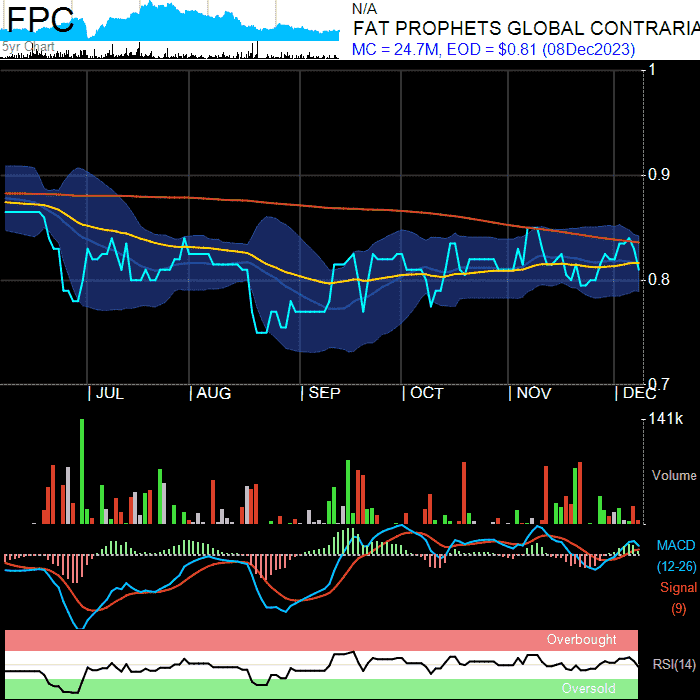 FPC
5yr Chart
N/A
FAT PROPHETS GLOBAL CONTRARIA
MC = 24.7M, EOD = $0.81 (08Dec2023)
1
0.9
0.8
0.7
JUL AUG SEP OCT NOV DEC
141k
Volume
MACD
(12-26)
Signal
(9)
Overbought
RSI(14)
Oversold